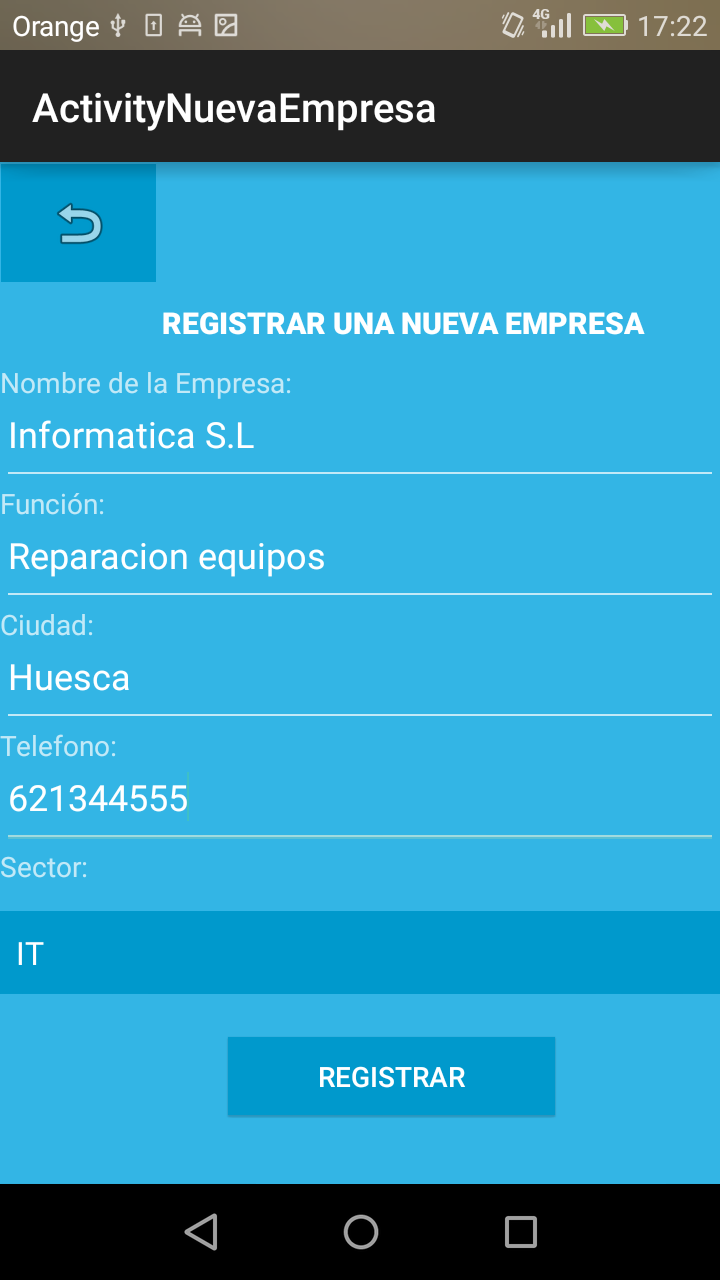 Orange 4G 17:22
ActivityNuevaEmpresa
REGISTRAR UNA NUEVA EMPRESA
Nombre de la Empresa:
Informatica S.L
Función:
Reparacion equipos
Ciudad:
Huesca
Telefono:
621344555
Sector:
IT
REGISTRAR